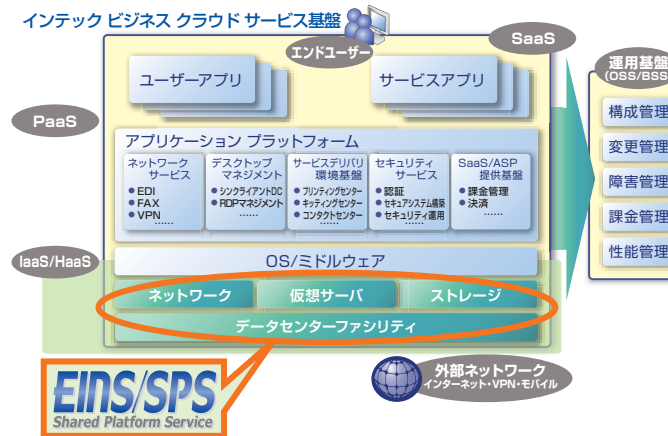 インテック ビジネス クラウド サービス基盤
エンドユーザー
SaaS
ユーザーアプリ
サービスアプリ
運用基盤
(OSS/BSS
PaaS
アプリケーション プラットフォーム
ネットワーク
サービス
● EDI
● FAX
● VPN
……
デスクトップ
マネジメント
● シンクライアントDC
● RDPマネジメント
……
サービスデリバリ
環境基盤
● プリンティングセンター
● キッティングセンター
● コンタクトセンター
……
セキュリティ
サービス
● 認証
● セキュアシステム構築
● セキュリティ運用
……
SaaS/ASP
提供基盤
● 課金管理
● 決済
……
構成管理
変更管理
障害管理
課金管理
性能管理
IaaS/HaaS
OS/ミドルウェア
ネットワーク
仮想サーバ
ストレージ
データセンターファシリティ
EINS/SPS
Shared Platform Service
外部ネットワーク
インターネット・VPN・モバイル